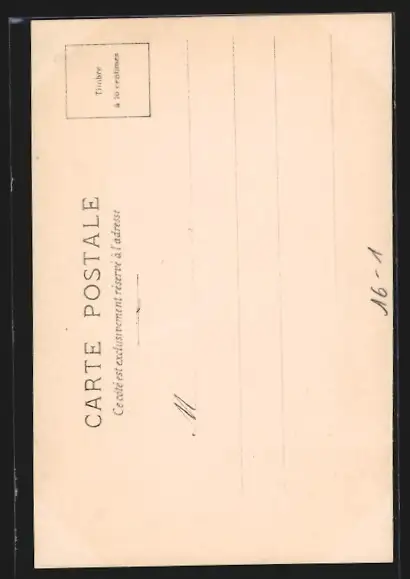 CARTE POSTALE
Ce côté est exclusivement réservé à l'adresse
Timbre
à 10 centimes
M
16-1